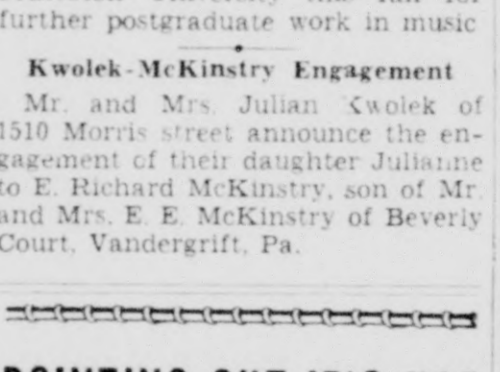 further postgraduate work in music
Kwolek-McKinstry Engagement
Mr. and Mrs. Julian Kwolek of
1510 Morris street announce the en-
gagement of their daughter Julianne
to E. Richard McKinstry, son of Mr.
and Mrs. E. E. McKinstry of Beverly
Court, Vandergrift, Pa.